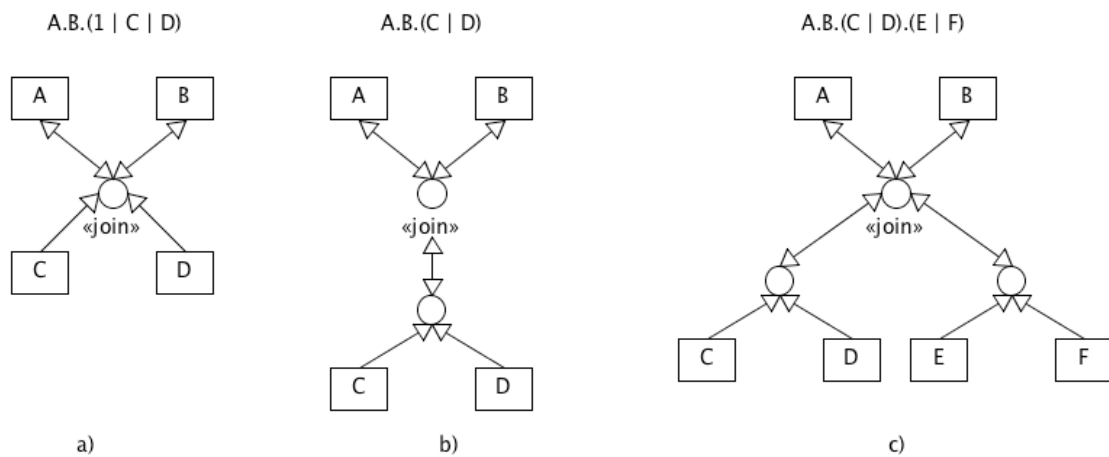 A.B.(1 | C | D)
A.B.(C | D)
A.B.(C | D).(E | F)
A
B
A
B
A
B
«join»
«join»
«join»
C
D
C
D
C
D
E
F
a)
b)
c)